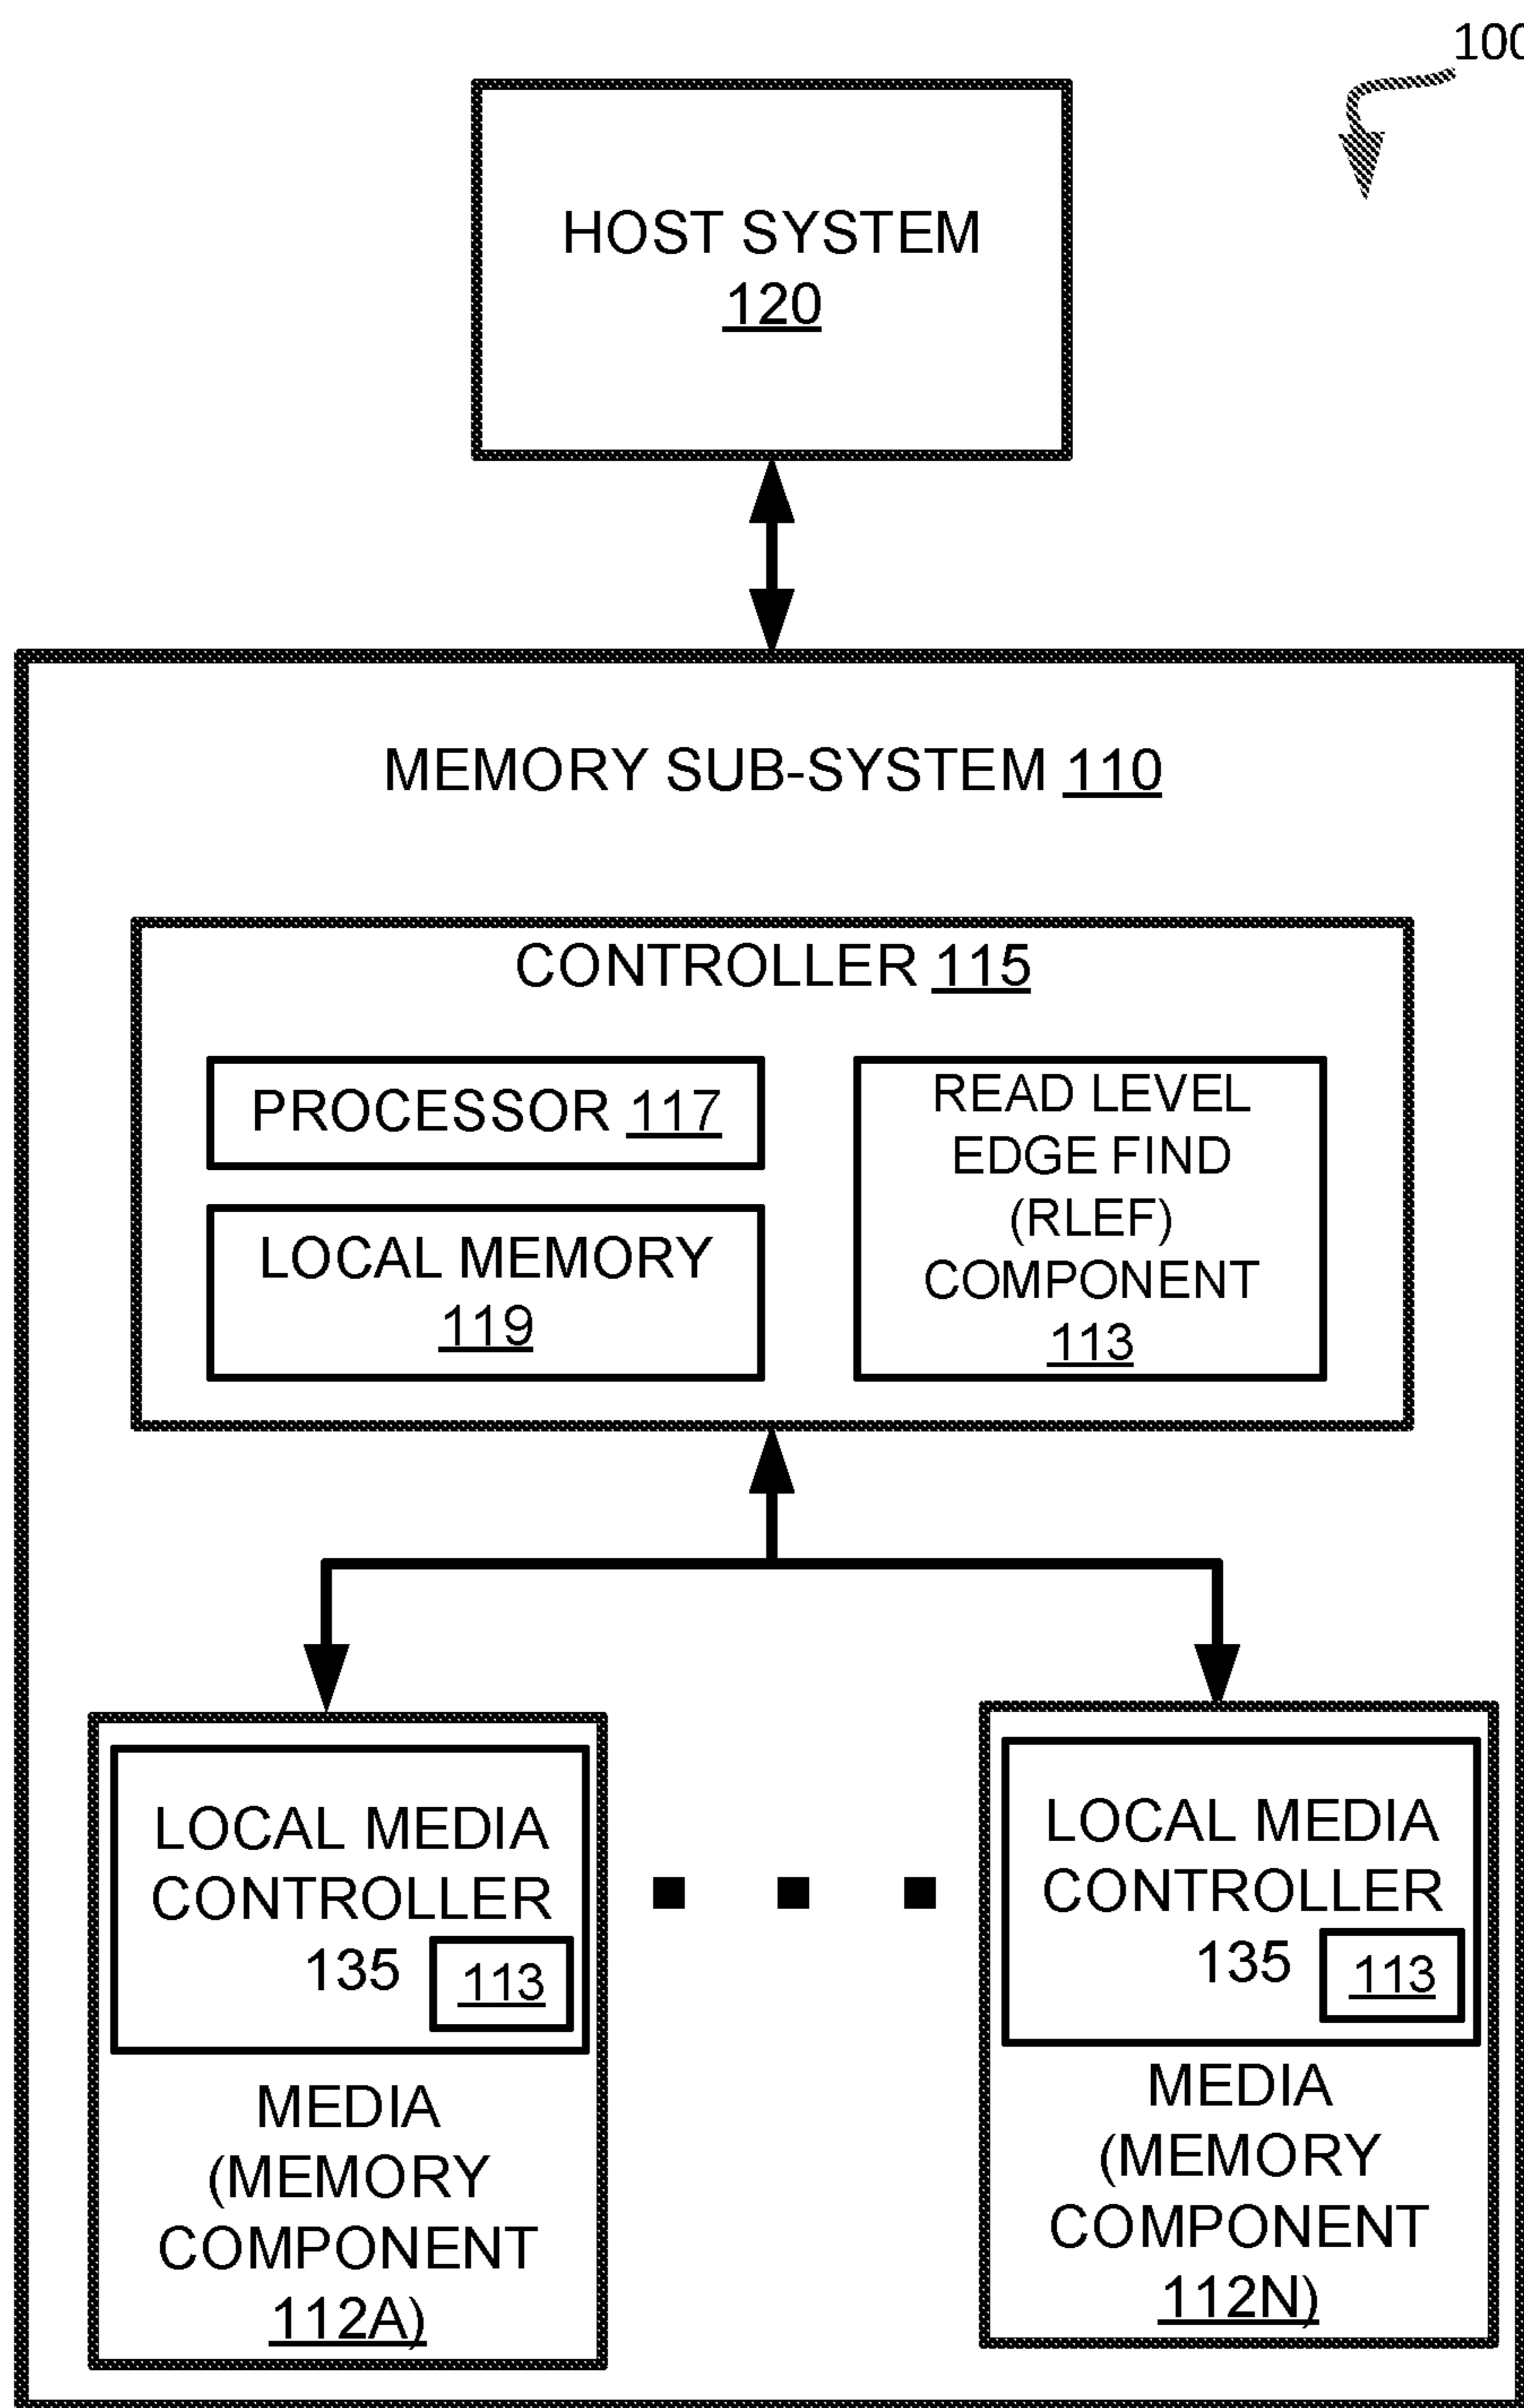 100
HOST SYSTEM
120
MEMORY SUB-SYSTEM 110
CONTROLLER 115
PROCESSOR 117
LOCAL MEMORY
119
READ LEVEL
EDGE FIND
(RLEF)
COMPONENT
113
LOCAL MEDIA
CONTROLLER
135
113
MEDIA
(MEMORY
COMPONENT
112A)
LOCAL MEDIA
CONTROLLER
135
113
MEDIA
(MEMORY
COMPONENT
112N)